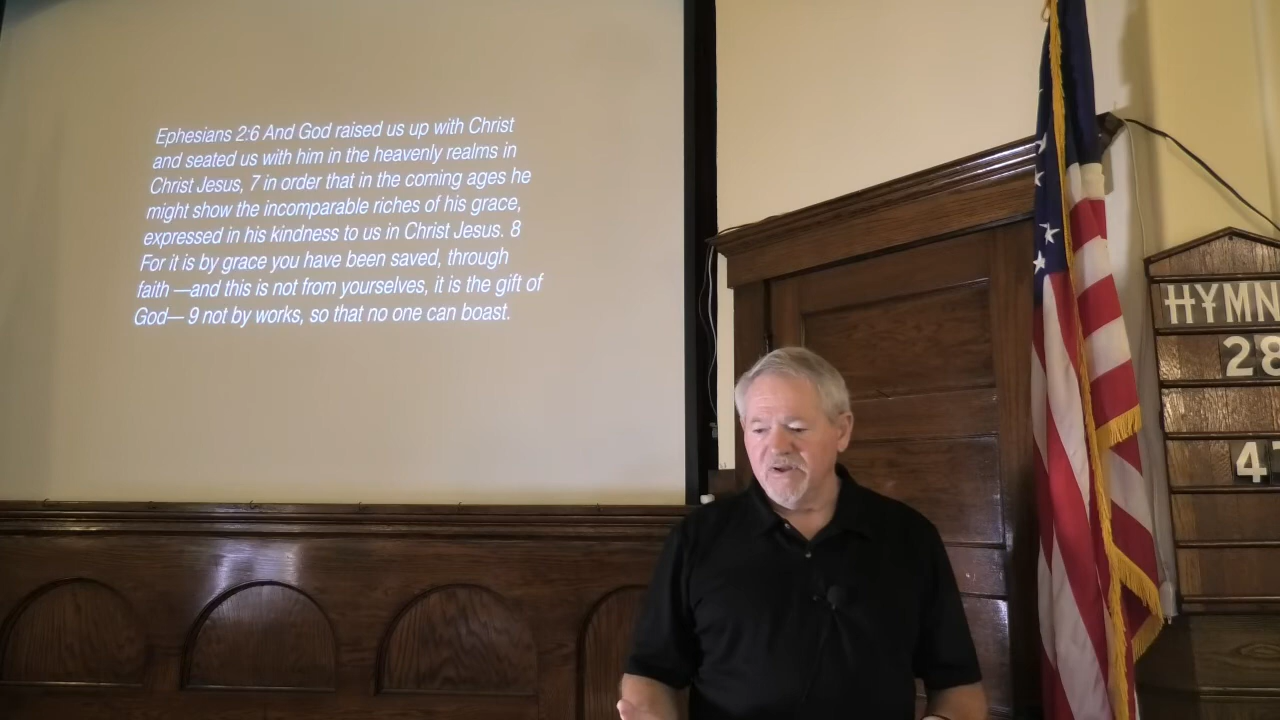 Ephesians 2:6 And God raised us up with Christ
and seated us with him in the heavenly realms in
Christ Jesus, 7 in order that in the coming ages he
might show the incomparable riches of his grace,
expressed in his kindness to us in Christ Jesus. 8
For it is by grace you have been saved, through
faith —and this is not from yourselves, it is the gift of
God— 9 not by works, so that no one can boast.
HYMN
28
4